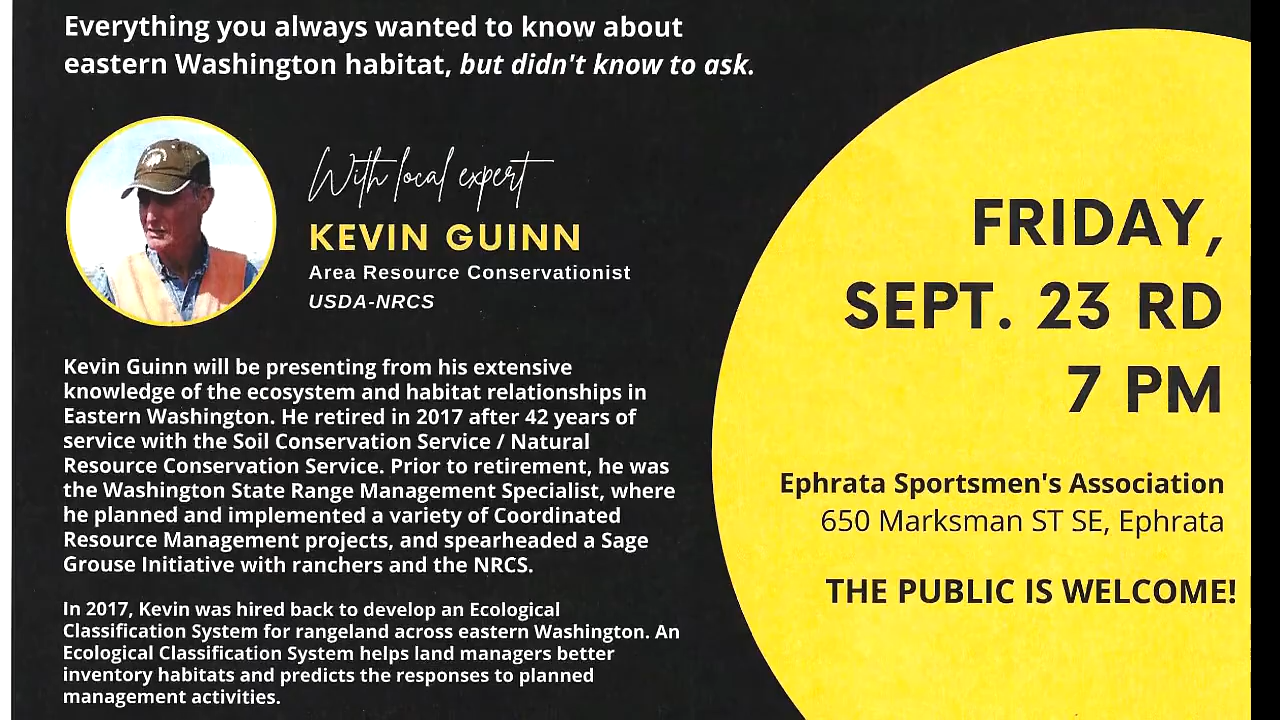 Everything you always wanted to know about
eastern Washington habitat, but didn't know to ask.
With local expert
KEVIN GUINN
Area Resource Conservationist
USDA-NRCS
Kevin Guinn will be presenting from his extensive
knowledge of the ecosystem and habitat relationships in
Eastern Washington. He retired in 2017 after 42 years of
service with the Soil Conservation Service / Natural
Resource Conservation Service. Prior to retirement, he was
the Washington State Range Management Specialist, where
he planned and implemented a variety of Coordinated
Resource Management projects, and spearheaded a Sage
Grouse Initiative with ranchers and the NRCS.
In 2017, Kevin was hired back to develop an Ecological
Classification System for rangeland across eastern Washington. An
Ecological Classification System helps land managers better
inventory habitats and predicts the responses to planned
management activities.
FRIDAY,
SEPT. 23 RD
7 PM
Ephrata Sportsmen's Association
650 Marksman ST SE, Ephrata
THE PUBLIC IS WELCOME!